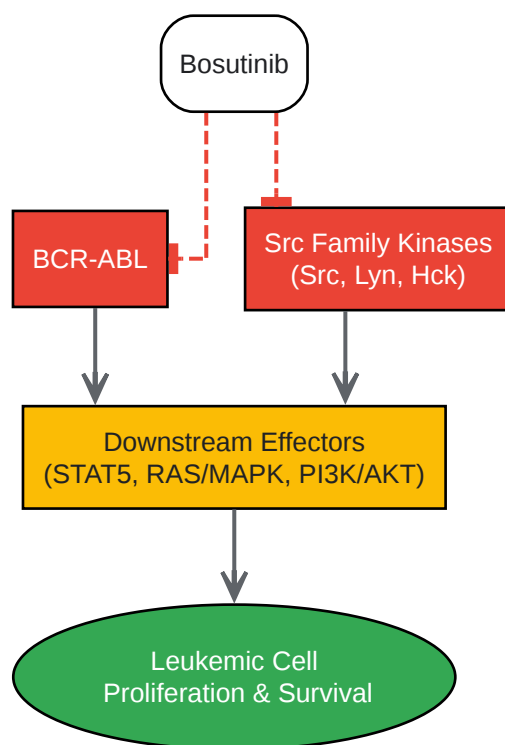 Bosutinib
BCR-ABL
Src Family Kinases
(Src, Lyn, Hck)
Downstream Effectors
(STAT5, RAS/MAPK, PI3K/AKT)
Leukemic Cell
Proliferation & Survival